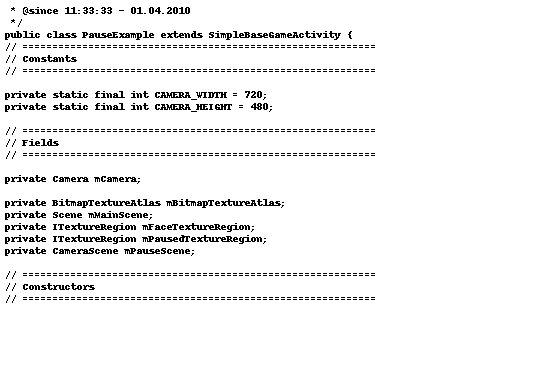 * @since 11:33:33 - 01.04.2010
*/
public class PauseExample extends SimpleBaseGameActivity {
// ===========================================================
// Constants
// ===========================================================
private static final int CAMERA_WIDTH = 720;
private static final int CAMERA_HEIGHT = 480;
// ===========================================================
// Fields
// ===========================================================
private Camera mCamera;
private BitmapTextureAtlas mBitmapTextureAtlas;
private Scene mMainScene;
private ITextureRegion mFaceTextureRegion;
private ITextureRegion mPausedTextureRegion;
private CameraScene mPauseScene;
// ===========================================================
// Constructors
// ===========================================================